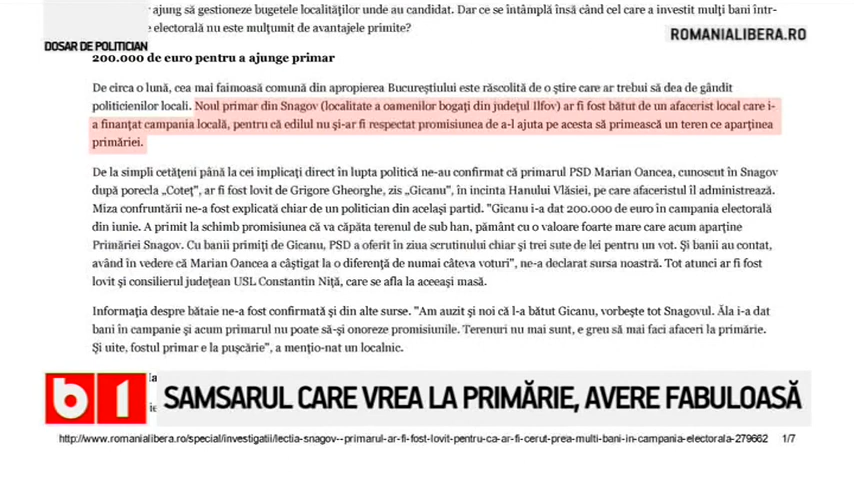 r ajung să gestioneze bugetele localităților unde au candidat. Dar ce se întâmplă însă când cel care a investit mulți bani într-
e electorală nu este mulțumit de avantajele primite?
DOSAR DE POLITICIAN
ROMANIALIBERA.RO
200.000 de euro pentru a ajunge primar
De circa o lună, cea mai faimoasă comună din apropierea Bucureștiului este răscolită de o știre care ar trebui să dea de gândit
politicienilor locali. Noul primar din Snagov (localitate a oamenilor bogați din județul Ilfov) ar fi fost bătut de un afacerist local care i-
a finanțat campania locală, pentru că edilul nu și-ar fi respectat promisiunea de a-l ajuta pe acesta să primească un teren ce aparținea
primăriei.
De la simpli cetățeni până la cei implicați direct în lupta politică ne-au confirmat că primarul PSD Marian Oancea, cunoscut în Snagov
după porecla „Coteț”, ar fi fost lovit de Grigore Gheorghe, zis „Gicanu”, în incinta Hanului Vlăsiei, pe care afaceristul îl administrează.
Miza confruntării ne-a fost explicată chiar de un politician din același partid. "Gicanu i-a dat 200.000 de euro în campania electorală
din iunie. A primit la schimb promisiunea că va căpăta terenul de sub han, pământ cu o valoare foarte mare care acum aparține
Primăriei Snagov. Cu banii primiți de Gicanu, PSD a oferit în ziua scrutinului chiar și trei sute de lei pentru un vot. Și banii au contat,
având în vedere că Marian Oancea a câștigat la o diferență de numai câteva voturi", ne-a declarat sursa noastră. Tot atunci ar fi fost
lovit și consilierul județean USL Constantin Niță, care se afla la aceeași masă.
Informația despre bătaie ne-a fost confirmată și din alte surse. "Am auzit și noi că l-a bătut Gicanu, vorbește tot Snagovul. Ăla i-a dat
bani în campanie și acum primarul nu poate să-și onoreze promisiunile. Terenuri nu mai sunt, e greu să mai faci afaceri la primărie.
Și uite, fostul primar e la pușcărie", a mențio-nat un localnic.
b1 SAMSARUL CARE VREA LA PRIMĂRIE, AVERE FABULOASĂ
http://www.romanialibera.ro/special/investigatii/lectia-snagov--primarul-ar-fi-fost-lovit-pentru-ca-ar-fi-cerut-prea-multi-bani-in-campania-electorala-279662 1/7